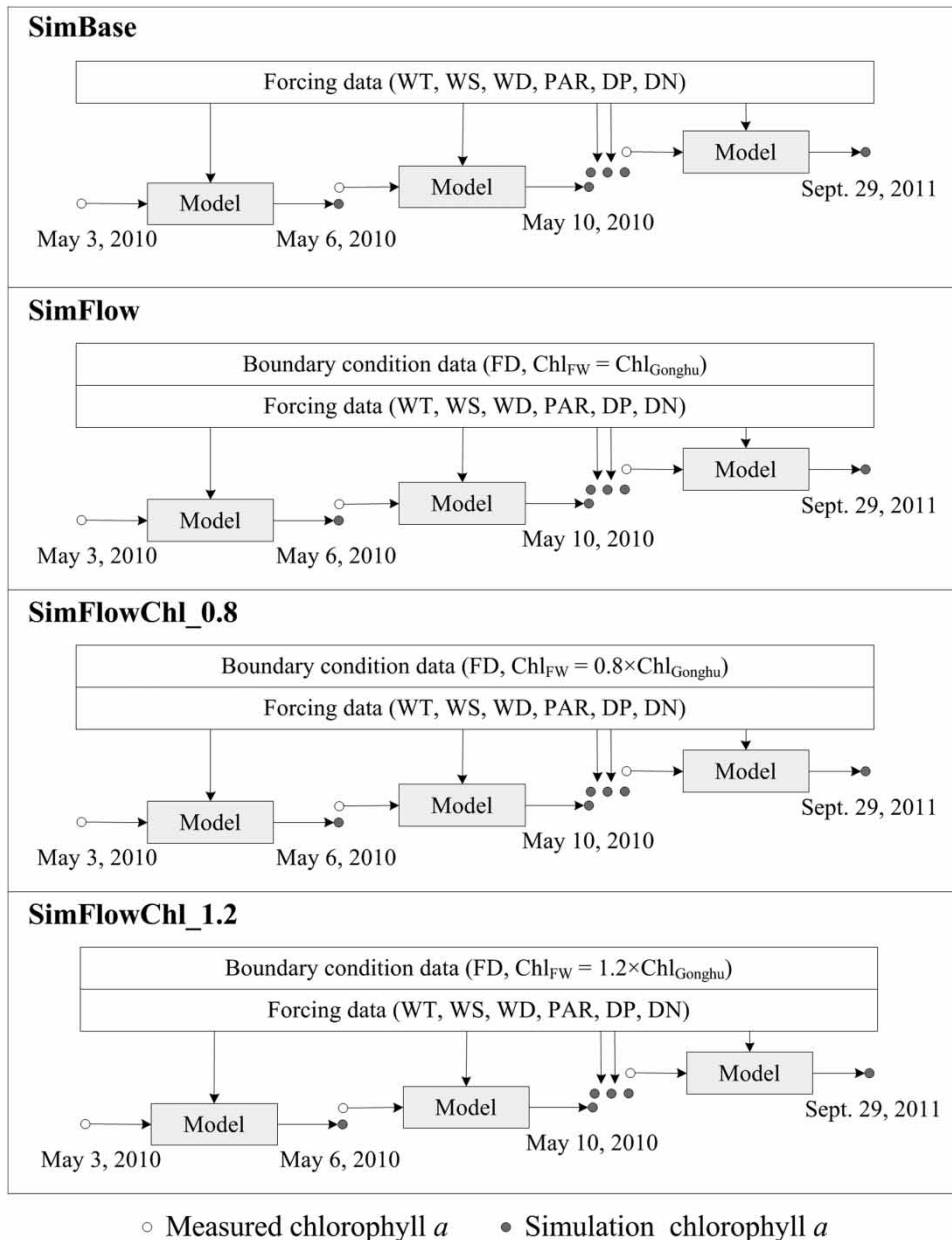 SimBase
Forcing data (WT, WS, WD, PAR, DP, DN)
Model
Model
Model
May 3, 2010
May 6, 2010
May 10, 2010
Sept. 29, 2011
SimFlow
Boundary condition data (FD, Chl_FW = Chl_Gonghu)
Forcing data (WT, WS, WD, PAR, DP, DN)
Model
Model
Model
May 3, 2010
May 6, 2010
May 10, 2010
Sept. 29, 2011
SimFlowChl_0.8
Boundary condition data (FD, Chl_FW = 0.8×Chl_Gonghu)
Forcing data (WT, WS, WD, PAR, DP, DN)
Model
Model
Model
May 3, 2010
May 6, 2010
May 10, 2010
Sept. 29, 2011
SimFlowChl_1.2
Boundary condition data (FD, Chl_FW = 1.2×Chl_Gonghu)
Forcing data (WT, WS, WD, PAR, DP, DN)
Model
Model
Model
May 3, 2010
May 6, 2010
May 10, 2010
Sept. 29, 2011
Measured chlorophyll a
Simulation chlorophyll a